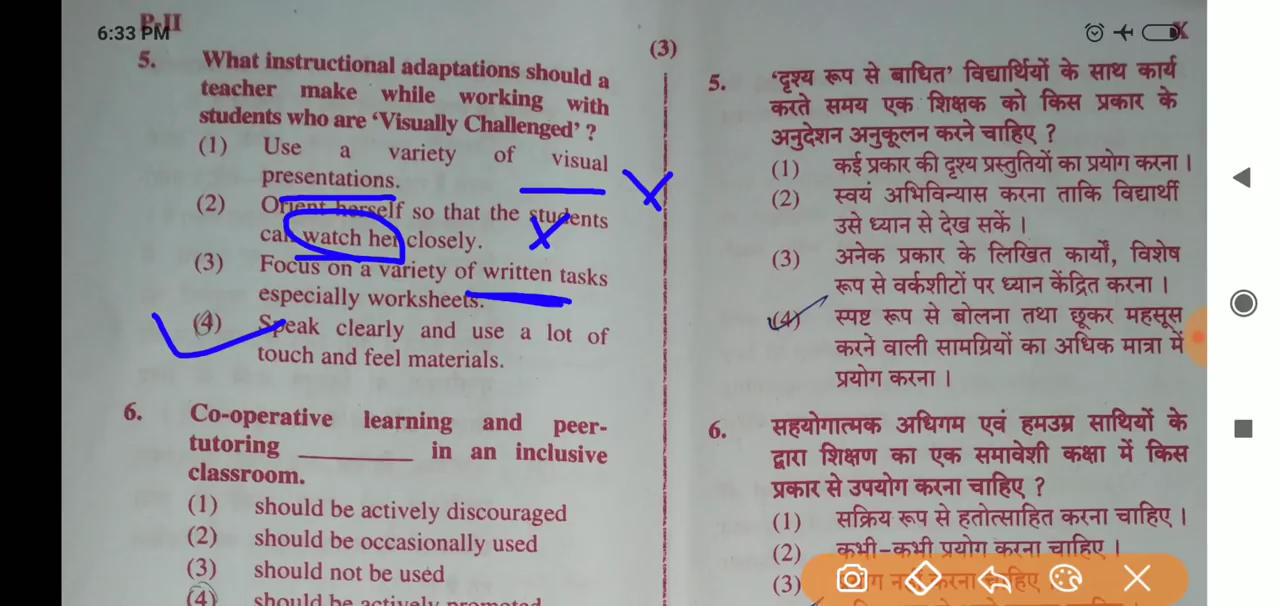 P-II
6:33 PM
X
(3)
5. What instructional adaptations should a
teacher make while working with
students who are 'Visually Challenged' ?
(1) Use a variety of visual
presentations.
(2) Orient herself so that the students
can watch her closely.
(3) Focus on a variety of written tasks
especially worksheets.
(4) Speak clearly and use a lot of
touch and feel materials.
6. Co-operative learning and peer-
tutoring ________ in an inclusive
classroom.
(1) should be actively discouraged
(2) should be occasionally used
(3) should not be used
(4) should be actively promoted
5. 'दृश्य रूप से बाधित' विद्यार्थियों के साथ कार्य
करते समय एक शिक्षक को किस प्रकार के
अनुदेशन अनुकूलन करने चाहिए ?
(1) कई प्रकार की दृश्य प्रस्तुतियों का प्रयोग करना ।
(2) स्वयं अभिविन्यास करना ताकि विद्यार्थी
उसे ध्यान से देख सकें ।
(3) अनेक प्रकार के लिखित कार्यों, विशेष
रूप से वर्कशीटों पर ध्यान केंद्रित करना ।
(4) स्पष्ट रूप से बोलना तथा छूकर महसूस
करने वाली सामग्रियों का अधिक मात्रा में
प्रयोग करना ।
6. सहयोगात्मक अधिगम एवं हमउम्र साथियों के
द्वारा शिक्षण का एक समावेशी कक्षा में किस
प्रकार से उपयोग करना चाहिए ?
(1) सक्रिय रूप से हतोत्साहित करना चाहिए ।
(2) कभी-कभी प्रयोग करना चाहिए ।
(3) करना चाहिए